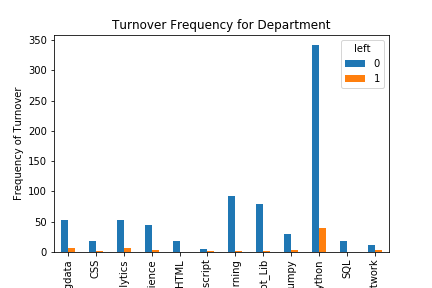 Turnover Frequency for Department
left
0
1
350
300
250
200
150
100
50
0
Frequency of Turnover
gdata
CSS
lytics
ience
HTML
script
rning
ot_Lib
umpy
ython
SQL
twork